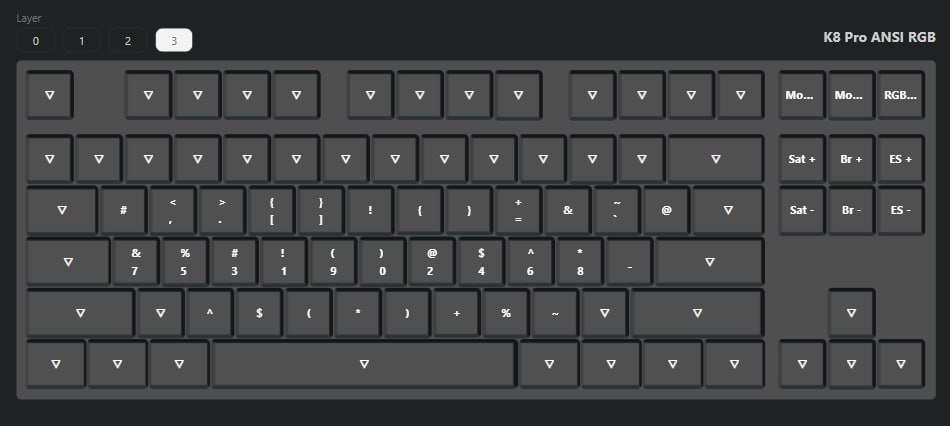 Layer
0 1 2 3
K8 Pro ANSI RGB
▽ ▽ ▽ ▽ ▽ ▽ ▽ ▽ ▽ ▽ ▽ ▽ ▽ Mo... Mo... RGB...
▽ ▽ ▽ ▽ ▽ ▽ ▽ ▽ ▽ ▽ ▽ ▽ ▽ ▽ Sat + Br + ES +
▽ # < , > . { [ } ] ! { } + = & ~ ` @ ▽ Sat - Br - ES -
▽ & 7 % 5 # 3 ! 1 ( 9 ) 0 @ 2 $ 4 ^ 6 * 8 _ ▽
▽ ▽ ^ $ ( * ) + % ~ ▽ ▽ ▽
▽ ▽ ▽ ▽ ▽ ▽ ▽ ▽ ▽ ▽ ▽